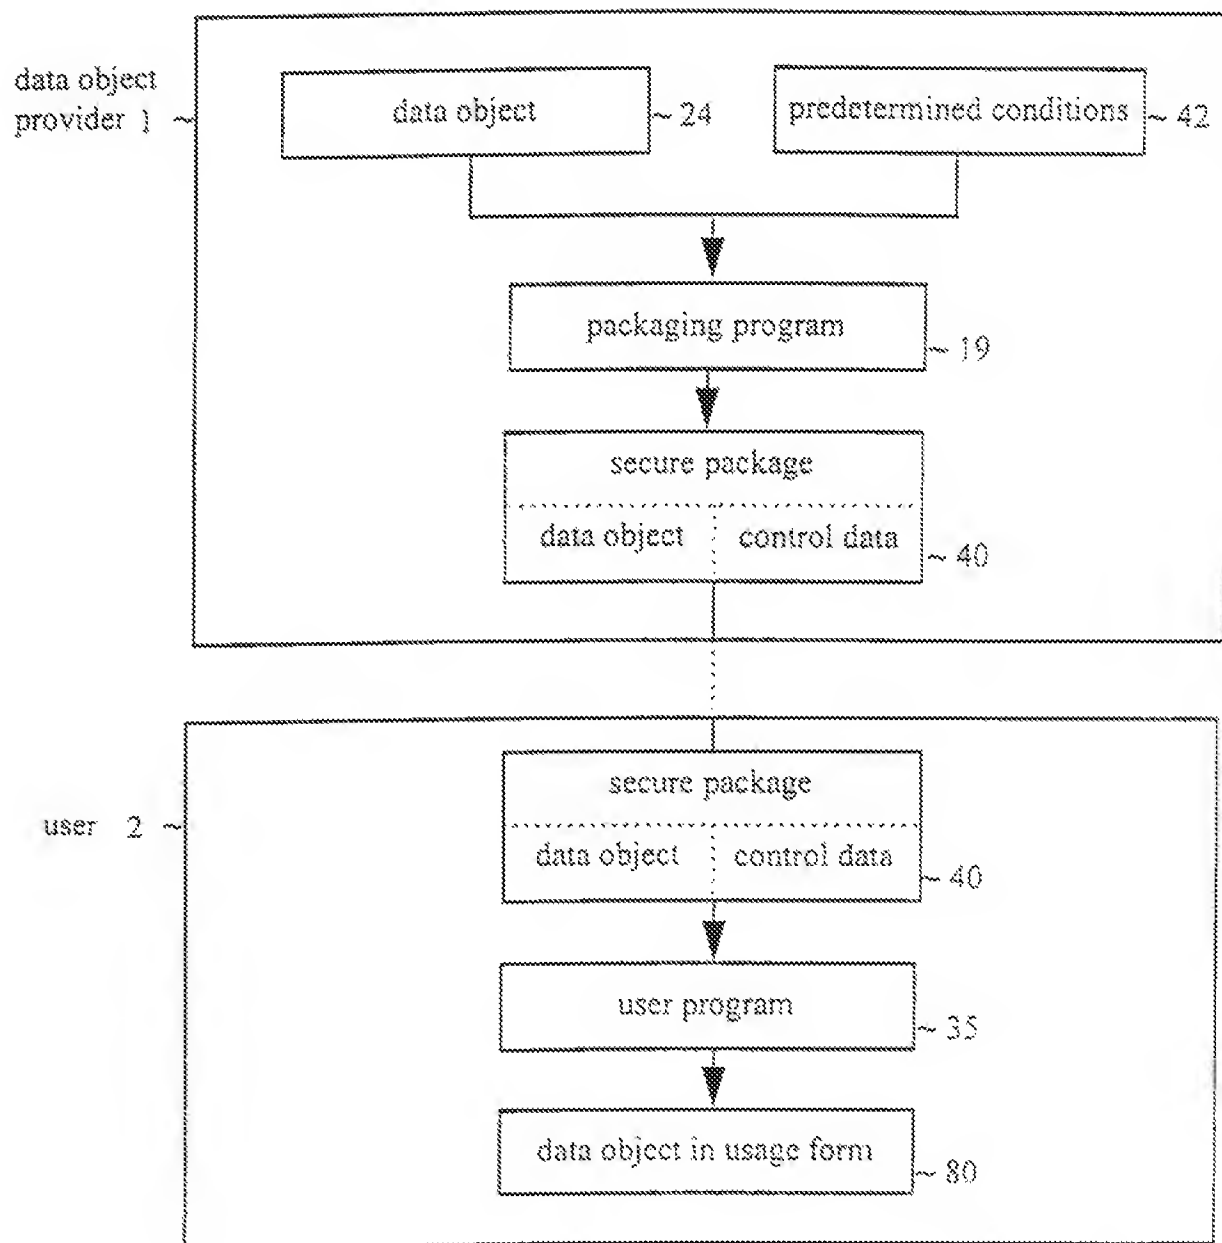 data object
provider 1 ~
data object
~ 24
predetermined conditions
~ 42
packaging program
~ 19
secure package
data object
control data
~ 40
user 2 ~
secure package
data object
control data
~ 40
user program
~ 35
data object in usage form
~ 80